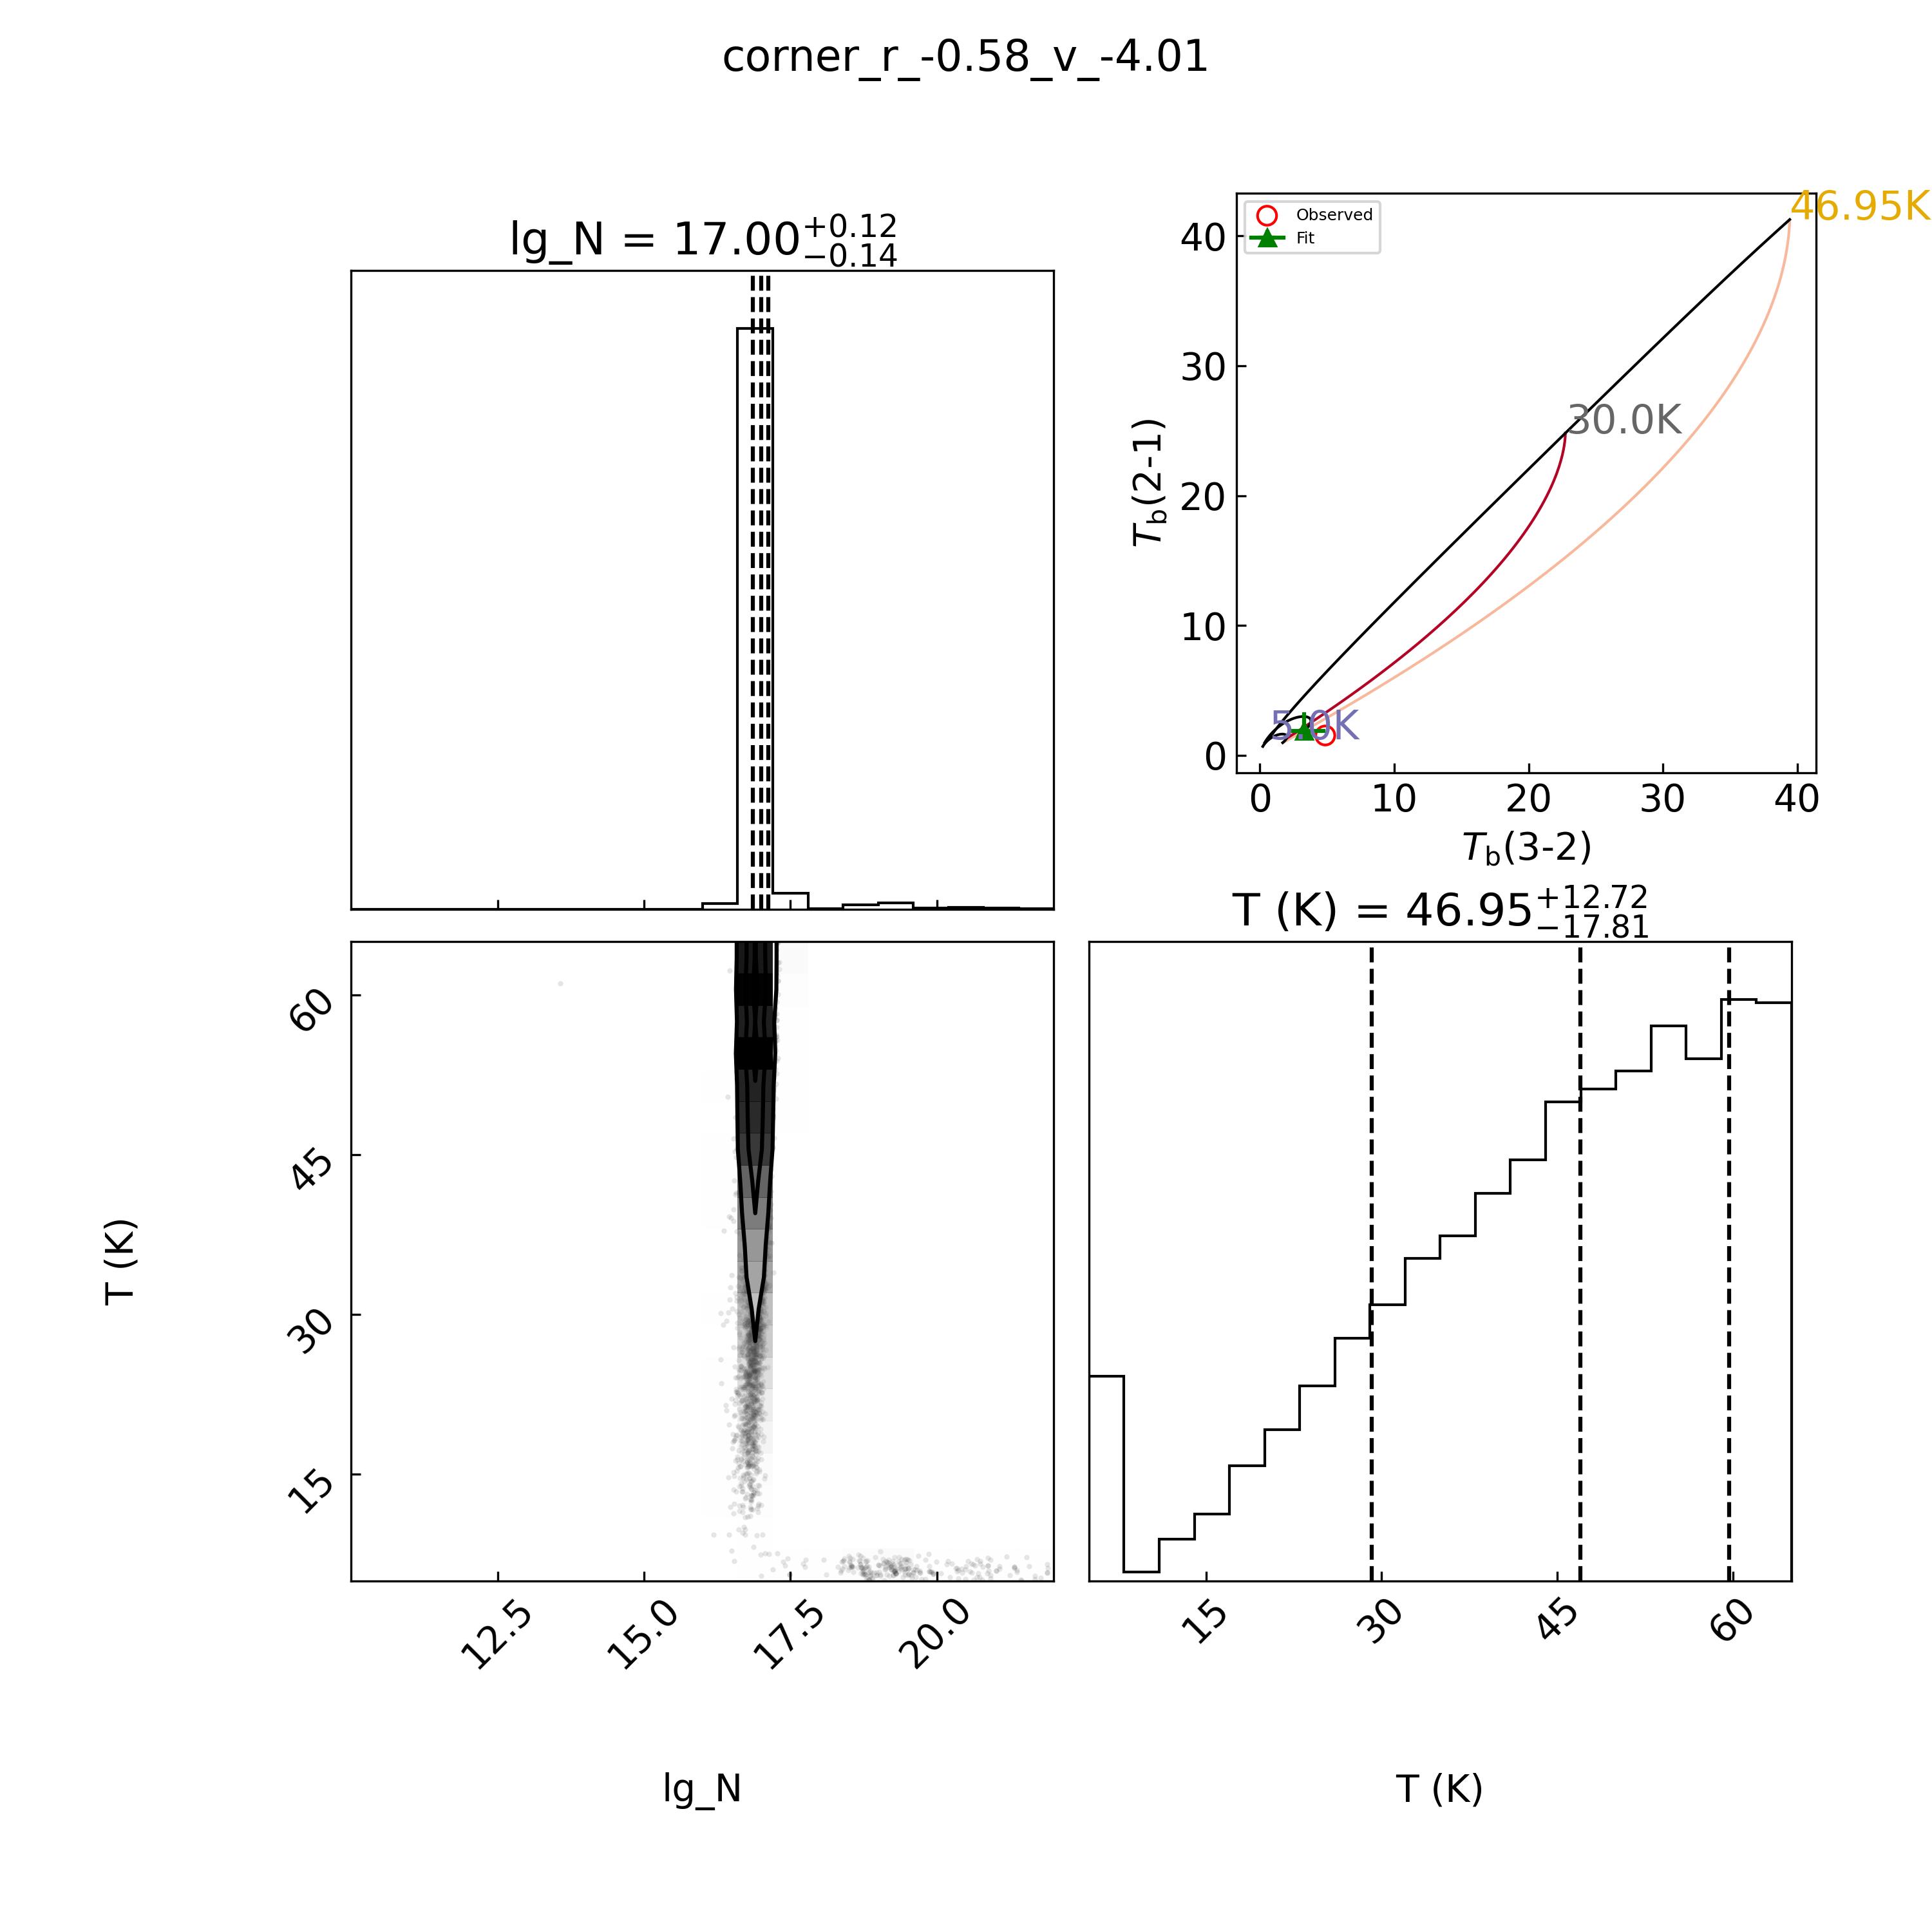 corner_r_-0.58_v_-4.01
lg_N = 17.00+0.12−0.14
46.95K
Observed
Fit
40
30
20
10
0
30.0K
5.0K
Tb(2-1)
0 10 20 30 40
Tb(3-2)
T (K) = 46.95+12.72−17.81
60
45
30
15
T (K)
12.5 15.0 17.5 20.0
15 30 45 60
lg_N
T (K)